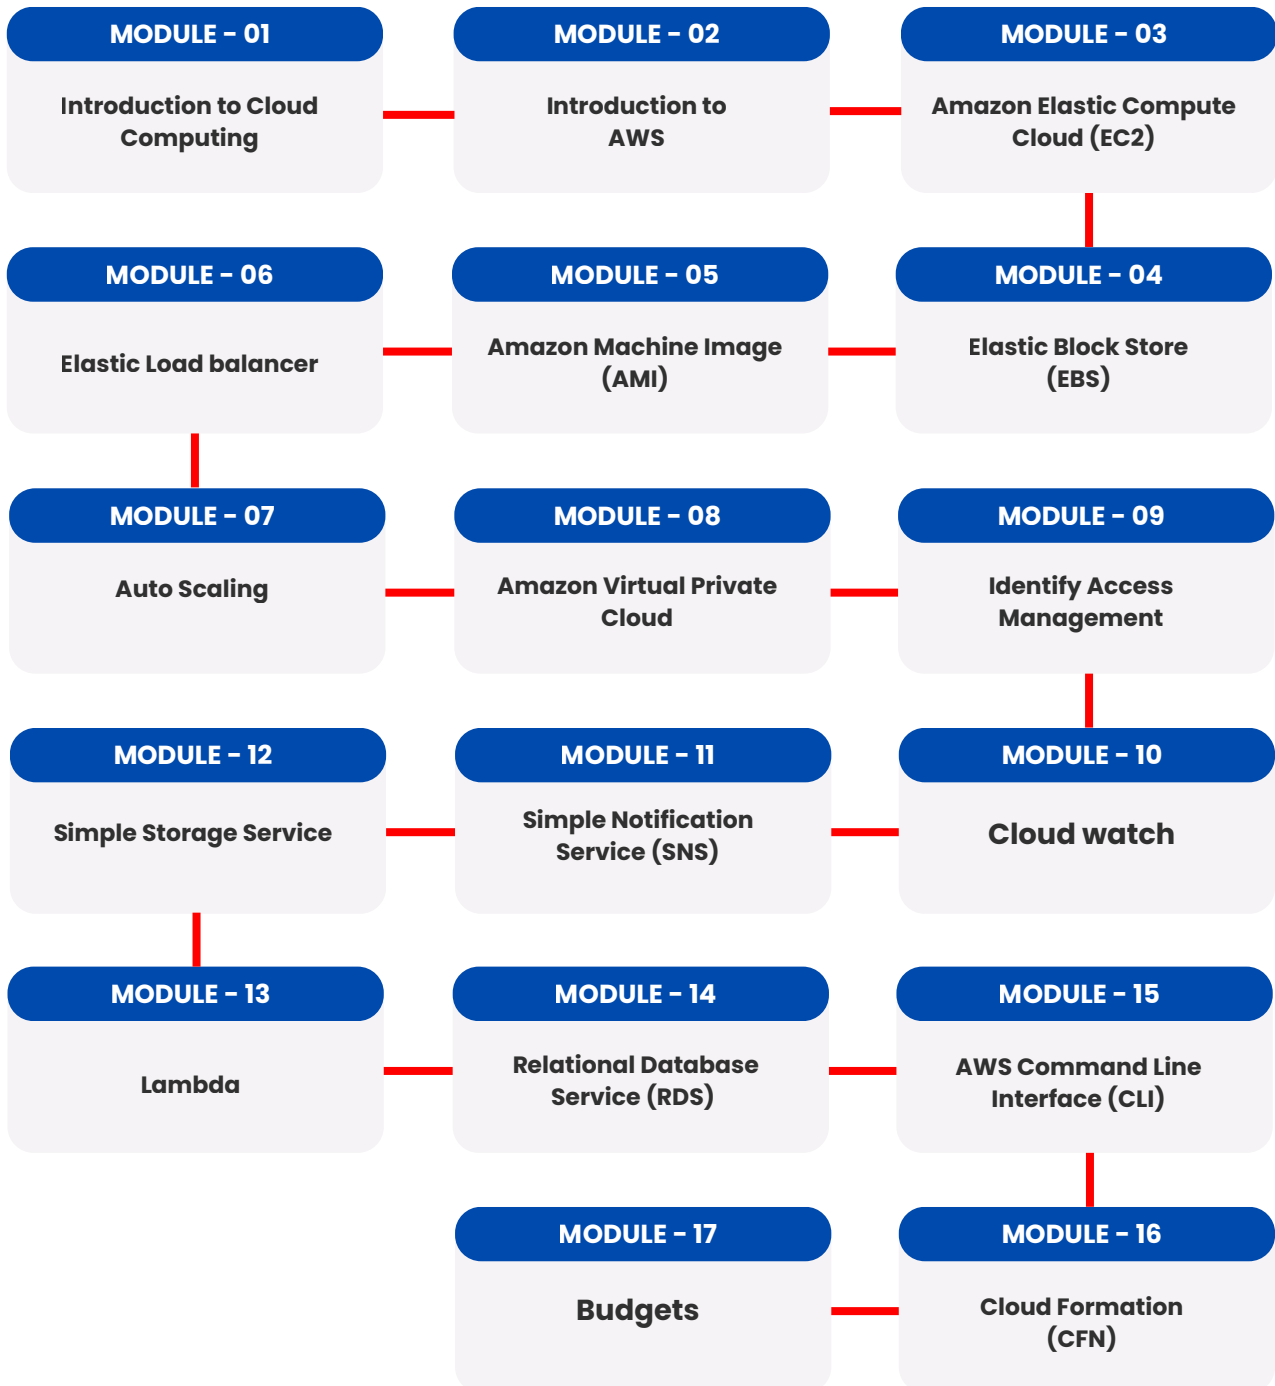 MODULE - 01
Introduction to Cloud
Computing
MODULE - 02
Introduction to
AWS
MODULE - 03
Amazon Elastic Compute
Cloud (EC2)
MODULE - 06
Elastic Load balancer
MODULE - 05
Amazon Machine Image
(AMI)
MODULE - 04
Elastic Block Store
(EBS)
MODULE - 07
Auto Scaling
MODULE - 08
Amazon Virtual Private
Cloud
MODULE - 09
Identify Access
Management
MODULE - 12
Simple Storage Service
MODULE - 11
Simple Notification
Service (SNS)
MODULE - 10
Cloud watch
MODULE - 13
Lambda
MODULE - 14
Relational Database
Service (RDS)
MODULE - 15
AWS Command Line
Interface (CLI)
MODULE - 17
Budgets
MODULE - 16
Cloud Formation
(CFN)